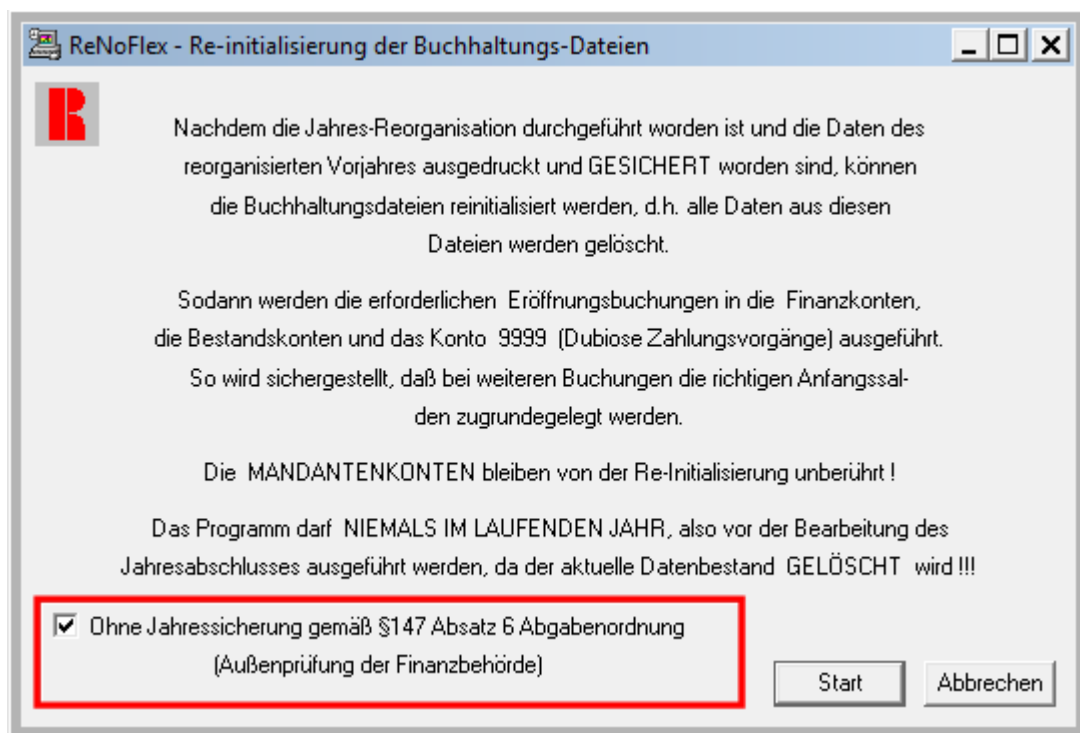 ReNoFlex - Re-initialisierung der Buchhaltungs-Dateien
Nachdem die Jahres-Reorganisation durchgeführt worden ist und die Daten des
reorganisierten Vorjahres ausgedruckt und GESICHERT worden sind, können
die Buchhaltungsdateien reinitialisiert werden, d.h. alle Daten aus diesen
Dateien werden gelöscht.
Sodann werden die erforderlichen Eröffnungsbuchungen in die Finanzkonten,
die Bestandskonten und das Konto 9999 (Dubiose Zahlungsvorgänge) ausgeführt.
So wird sichergestellt, daß bei weiteren Buchungen die richtigen Anfangssal-
den zugrundegelegt werden.
Die MANDANTENKONTEN bleiben von der Re-Initialisierung unberührt !
Das Programm darf NIEMALS IM LAUFENDEN JAHR, also vor der Bearbeitung des
Jahresabschlusses ausgeführt werden, da der aktuelle Datenbestand GELÖSCHT wird !!!
Ohne Jahressicherung gemäß §147 Absatz 6 Abgabenordnung
(Außenprüfung der Finanzbehörde)
Start
Abbrechen